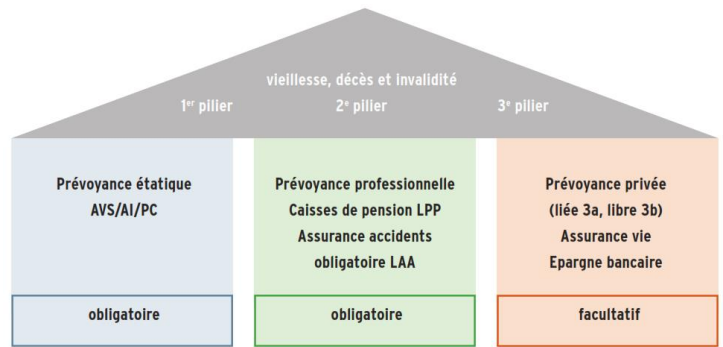 vieillesse, décès et invalidité
1er pilier
2e pilier
3e pilier
Prévoyance étatique
AVS/AI/PC
obligatoire
Prévoyance professionnelle
Caisses de pension LPP
Assurance accidents
obligatoire LAA
obligatoire
Prévoyance privée
(liée 3a, libre 3b)
Assurance vie
Epargne bancaire
facultatif